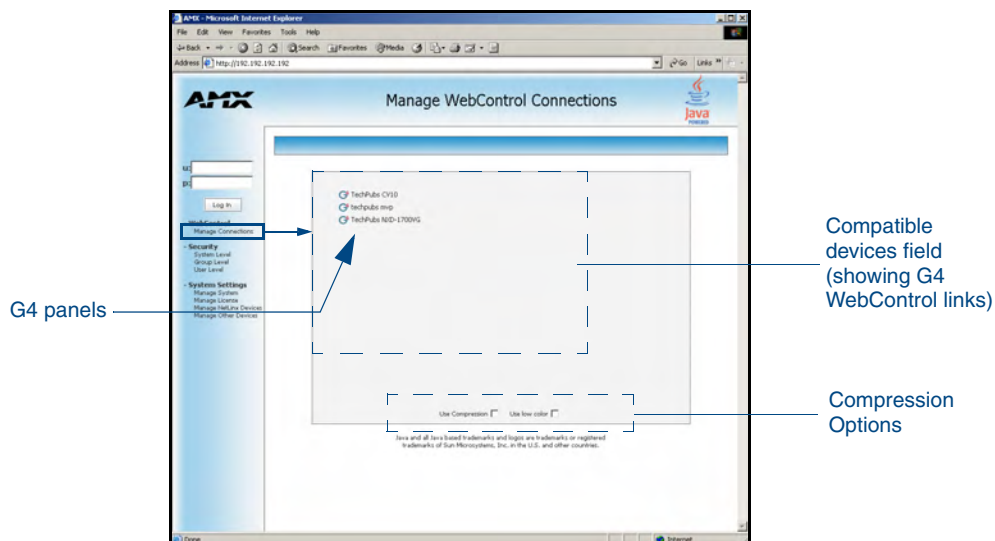 AMX - Microsoft Internet Explorer
File Edit View Favorites Tools Help
Back Search Favorites Media
Address http://192.192.192.192 Go Links »
AMX
Manage WebControl Connections
Java
POWERED
u:
p:
Log in
WebControl
Manage Connections
- Security
System Level
Group Level
User Level
- System Settings
Manage System
Manage License
Manage NetLinx Devices
Manage Other Devices
TechPubs CV10
techpubs mvp
TechPubs NXD-1700VG
Use Compression Use low color
Java and all Java based trademarks and logos are trademarks or registered
trademarks of Sun Microsystems, Inc. in the U.S. and other countries.
Done Internet
G4 panels
Compatible
devices field
(showing G4
WebControl links)
Compression
Options